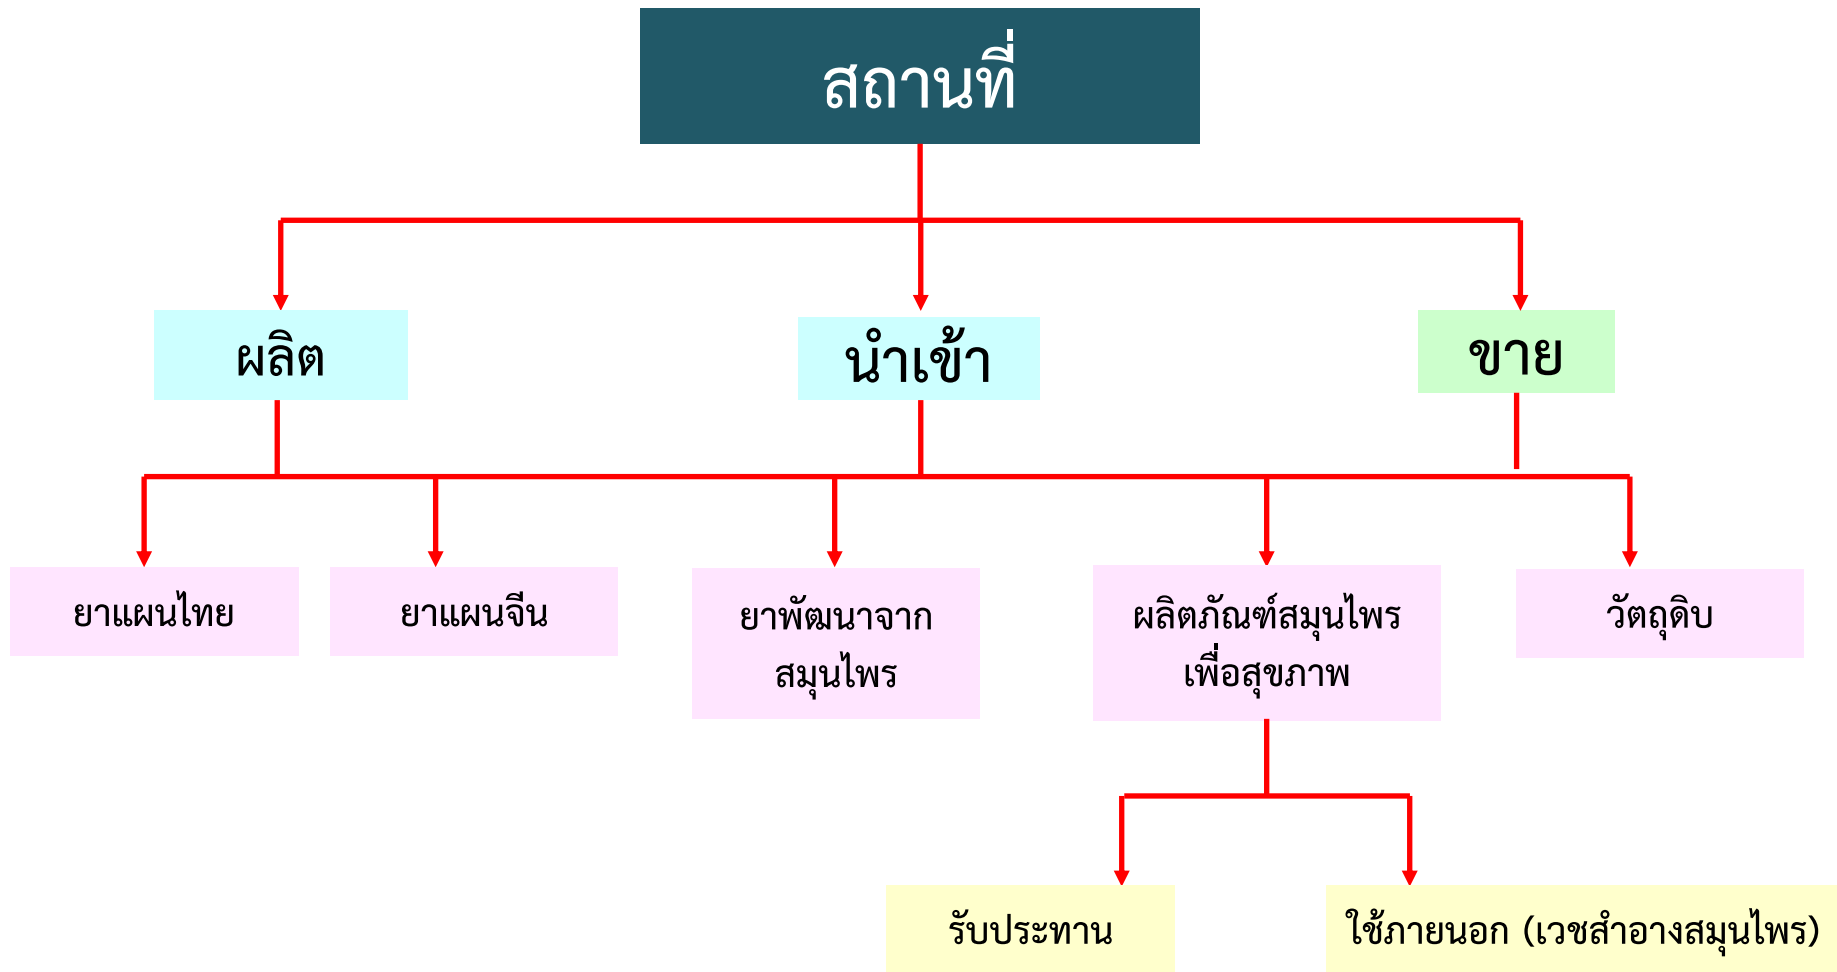 สถานที่
ผลิต
นำเข้า
ขาย
ยาแผนไทย
ยาแผนจีน
ยาพัฒนาจาก
สมุนไพร
ผลิตภัณฑ์สมุนไพร
เพื่อสุขภาพ
วัตถุดิบ
รับประทาน
ใช้ภายนอก (เวชสำอางสมุนไพร)